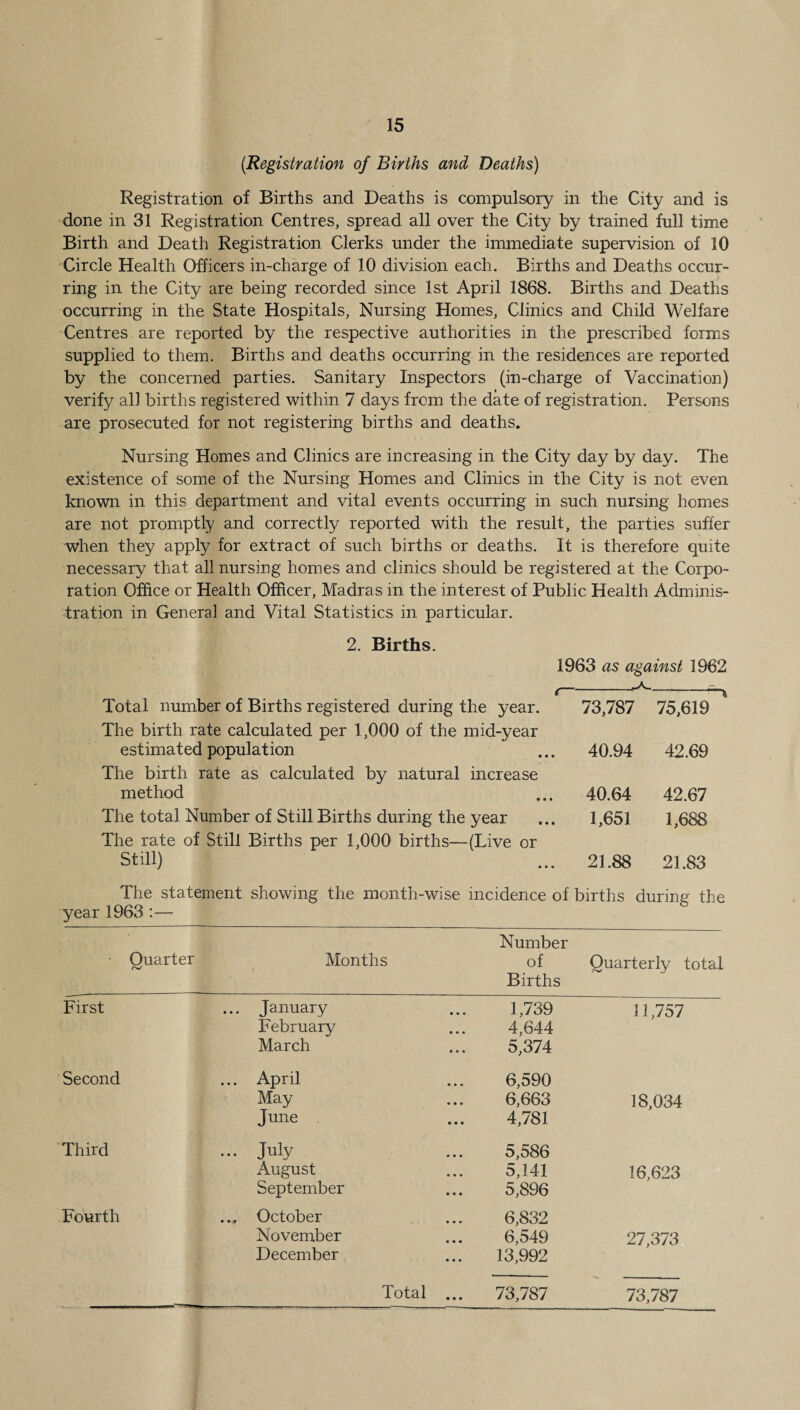 15
(Registration of Births and Deaths)
Registration of Births and Deaths is compulsory in the City and is
done in 31 Registration Centres, spread all over the City by trained full time
Birth and Death Registration Clerks under the immediate supervision of 10
Circle Health Officers in-charge of 10 division each. Births and Deaths occur-
ring in the City are being recorded since 1st April 1868. Births and Deaths
occurring in the State Hospitals, Nursing Homes, Clinics and Child Welfare
Centres are reported by the respective authorities in the prescribed forms
supplied to them. Births and deaths occurring in the residences are reported
by the concerned parties. Sanitary Inspectors (in-charge of Vaccination)
verify all births registered within 7 days from the date of registration. Persons
are prosecuted for not registering births and deaths.
Nursing Homes and Clinics are increasing in the City day by day. The
existence of some of the Nursing Homes and Clinics in the City is not even
known in this department and vital events occurring in such nursing homes
are not promptly and correctly reported with the result, the parties suffer
when they apply for extract of such births or deaths. It is therefore quite
necessary that all nursing homes and clinics should be registered at the Corpo-
ration Office or Health Officer, Madras in the interest of Public Health Adminis-
tration in General and Vital Statistics in particular.
2. Births.
1963 as against 1962
Total number of Births registered during the year. 73,787 75,619
The birth rate calculated per 1,000 of the mid-year
estimated population ... 40.94 42.69
The birth rate as calculated by natural increase
method ... 40.64 42.67
The total Number of Still Births during the year ... 1,651 1,688
The rate of Still Births per 1,000 births—(Live or
Still) ... 21.88 21.83
The statement showing the month-wise incidence of births during the
year 1963 :—
Quarter Months Number of Births Quarterly total
First ... January ... 1,739 11,757
February ... 4,644
March ... 5,374
Second ... April ... 6,590
May ... 6,663 18,034
June ... 4,781
Third ... July ... 5,586
August ... 5,141 16,623
September ... 5,896
Fourth ... October ... 6,832
November ... 6,549 27,373
December ... 13,992
Total ... 73,787 73,787